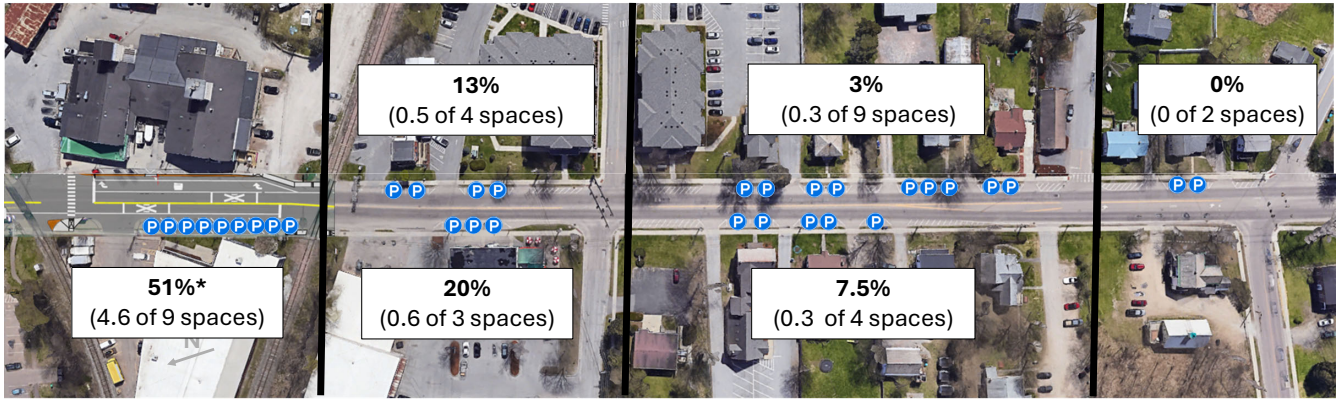 13%
(0.5 of 4 spaces)
3%
(0.3 of 9 spaces)
0%
(0 of 2 spaces)
P P P P
P P P P P P P P P
P P
P P P P P P P P P
P P P
P P P P P
51%*
(4.6 of 9 spaces)
20%
(0.6 of 3 spaces)
7.5%
(0.3 of 4 spaces)
N